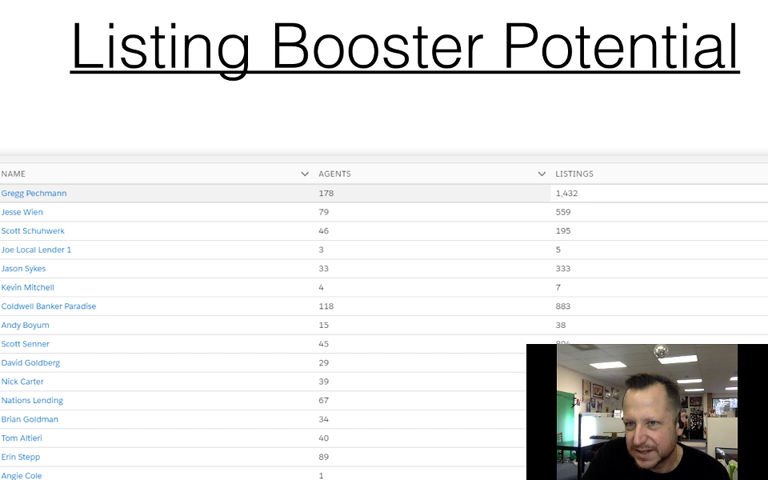 Listing Booster Potential
NAME AGENTS LISTINGS
Gregg Pechmann 178 1,432
Jesse Wien 79 559
Scott Schuhwerk 46 195
Joe Local Lender 1 3 5
Jason Sykes 33 333
Kevin Mitchell 4 7
Coldwell Banker Paradise 118 883
Andy Boyum 15 38
Scott Senner 45
David Goldberg 29
Nick Carter 39
Nations Lending 67
Brian Goldman 34
Tom Altieri 40
Erin Stepp 89
Angie Cole 1